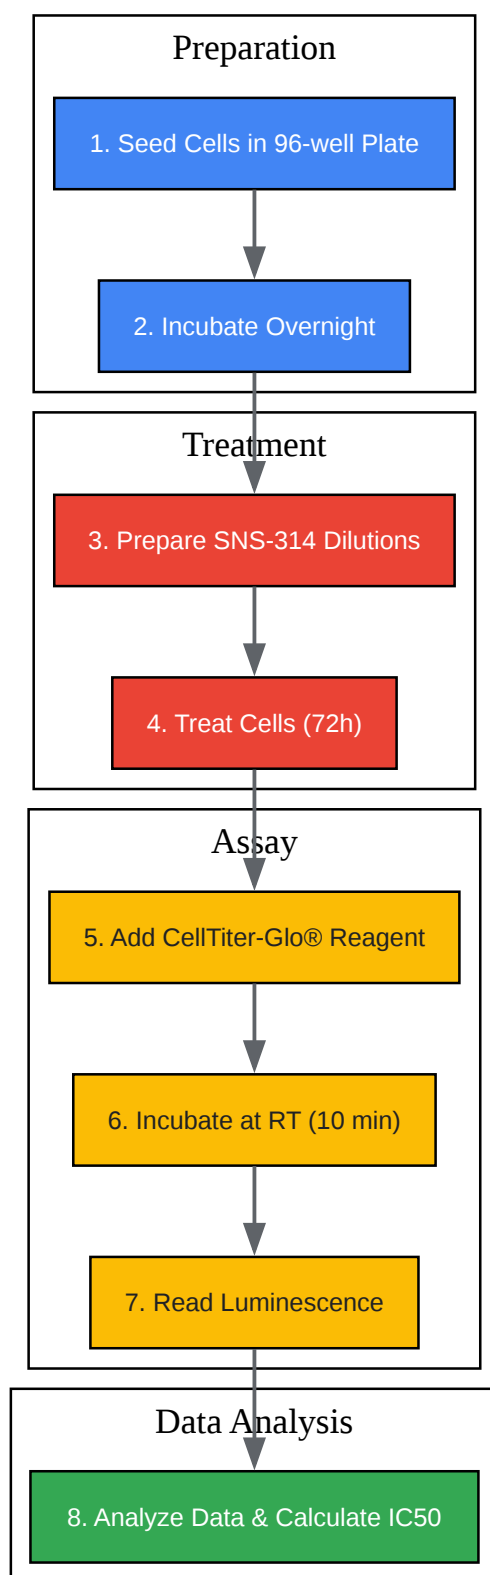 Preparation
1. Seed Cells in 96-well Plate
2. Incubate Overnight
Treatment
3. Prepare SNS-314 Dilutions
4. Treat Cells (72h)
Assay
5. Add CellTiter-Glo® Reagent
6. Incubate at RT (10 min)
7. Read Luminescence
Data Analysis
8. Analyze Data & Calculate IC50